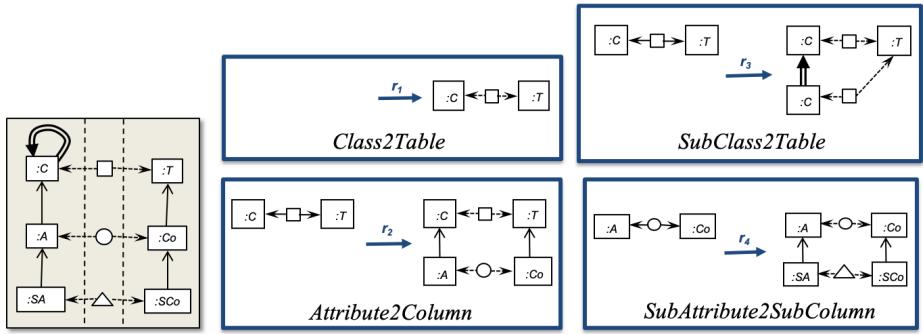 :C :T
:A :Co
:SA :SCo
r₁
:C :T
Class2Table
:C :T
r₃
:C :T
:C
SubClass2Table
:C :T
r₂
:C :T
:A :Co
Attribute2Column
:A :Co
r₄
:A :Co
:SA :SCo
SubAttribute2SubColumn